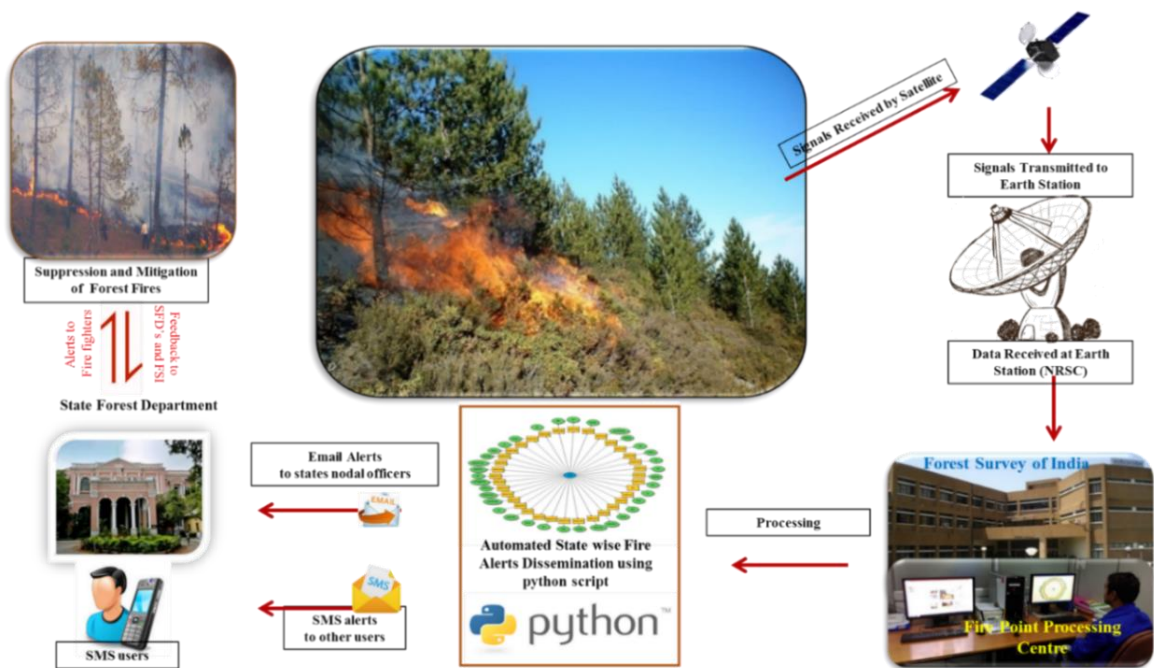 Signals Received by Satellite
Signals Transmitted to
Earth Station
Data Received at Earth
Station (NRSC)
Forest Survey of India
Fire Point Processing
Centre
Processing
Automated State wise Fire
Alerts Dissemination using
python script
python™
Email Alerts
to states nodal officers
EMAIL
SMS
SMS alerts
to other users
Suppression and Mitigation
of Forest Fires
Alerts to
Fire fighters
Feedback to
SFD's and FSI
State Forest Department
SMS users